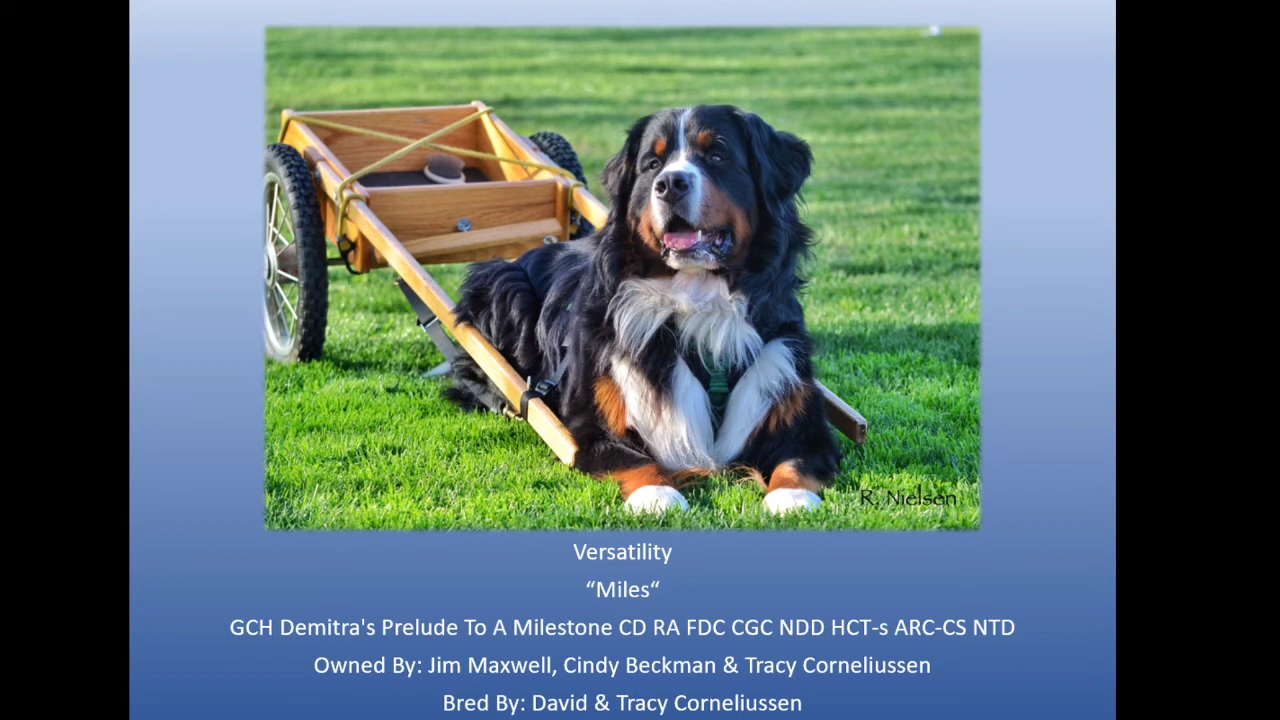 R. Nielsen
Versatility
“Miles“
GCH Demitra's Prelude To A Milestone CD RA FDC CGC NDD HCT-s ARC-CS NTD
Owned By: Jim Maxwell, Cindy Beckman & Tracy Corneliussen
Bred By: David & Tracy Corneliussen